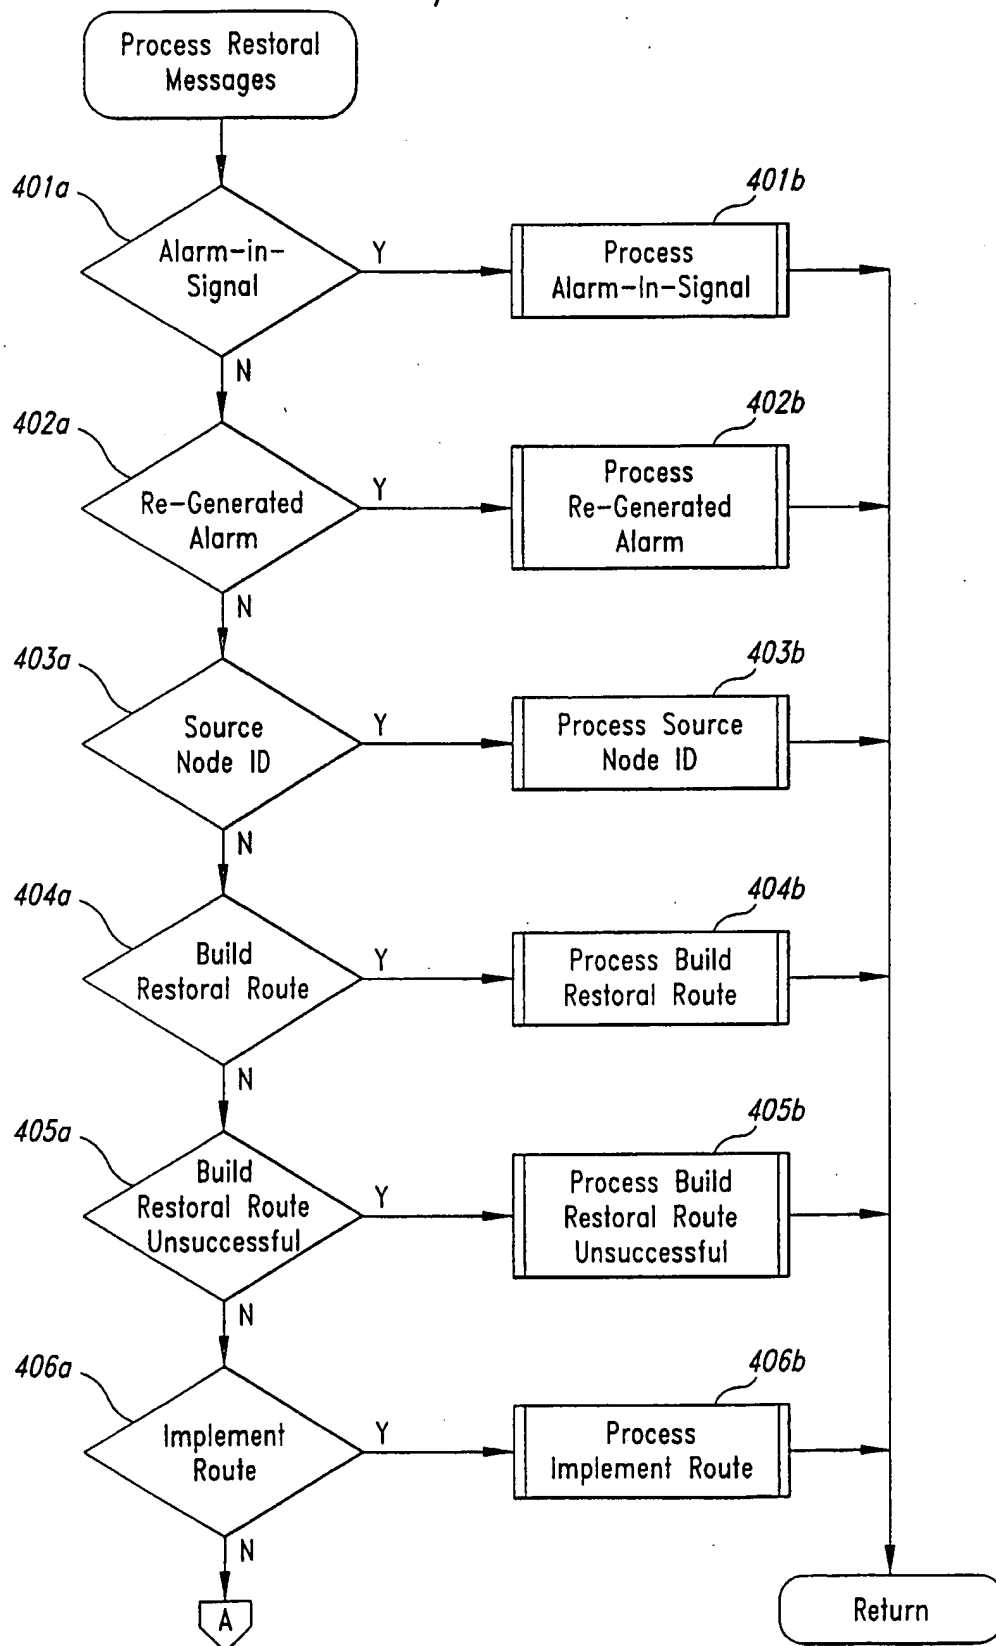 Process Restoral
Messages
401a
Alarm-in-
Signal
Y
401b
Process
Alarm-In-Signal
N
402a
Re-Generated
Alarm
Y
402b
Process
Re-Generated
Alarm
N
403a
Source
Node ID
Y
403b
Process Source
Node ID
N
404a
Build
Restoral Route
Y
404b
Process Build
Restoral Route
N
405a
Build
Restoral Route
Unsuccessful
Y
405b
Process Build
Restoral Route
Unsuccessful
N
406a
Implement
Route
Y
406b
Process
Implement Route
N
A
Return